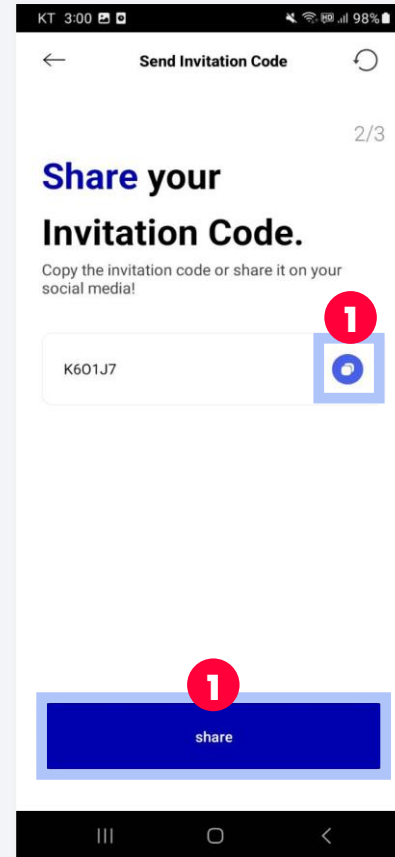 KT 3:00 98%
Send Invitation Code
2/3
Share your
Invitation Code.
Copy the invitation code or share it on your
social media!
1
K6O1J7
1
share